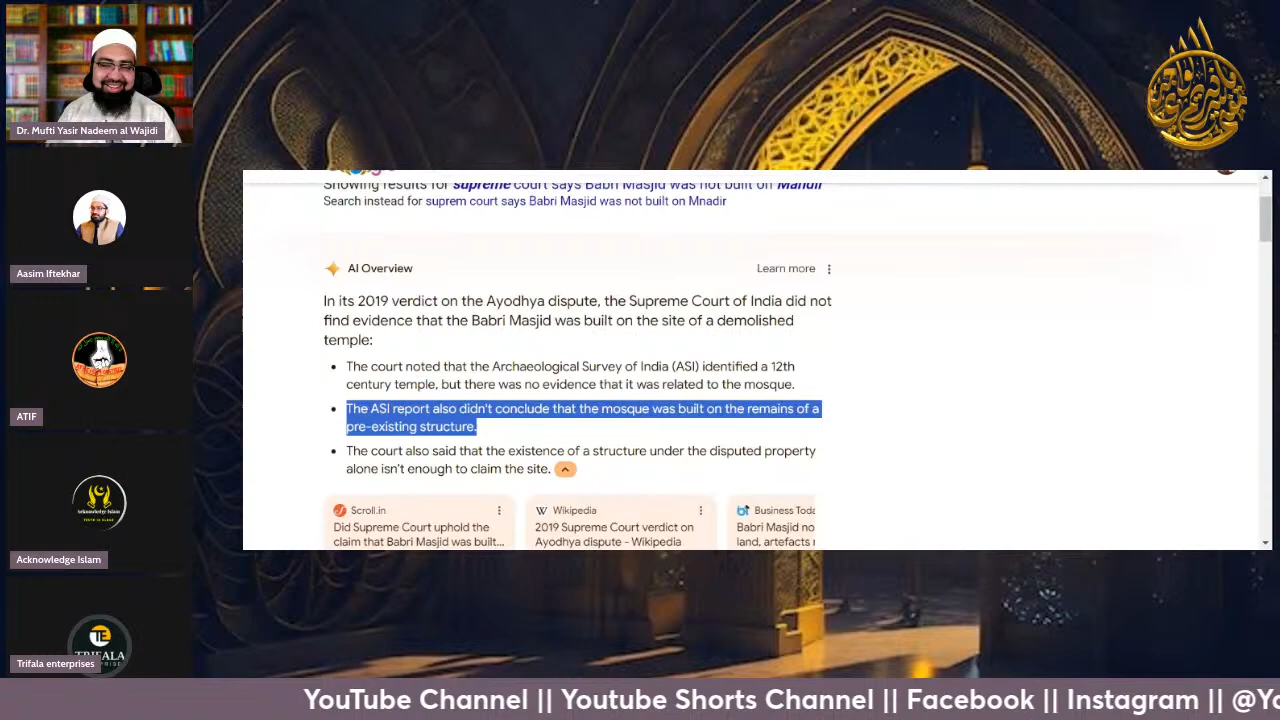 Dr. Mufti Yasir Nadeem al Wajidi
Aasim Iftekhar
ATIF
Acknowledge Islam
TRIFALA
Trifala enterprises
Showing results for supreme court says Babri Masjid was not built on Mandir
Search instead for suprem court says Babri Masjid was not built on Mnadir
AI Overview
Learn more
In its 2019 verdict on the Ayodhya dispute, the Supreme Court of India did not
find evidence that the Babri Masjid was built on the site of a demolished
temple:
• The court noted that the Archaeological Survey of India (ASI) identified a 12th
century temple, but there was no evidence that it was related to the mosque.
• The ASI report also didn't conclude that the mosque was built on the remains of a
pre-existing structure.
• The court also said that the existence of a structure under the disputed property
alone isn't enough to claim the site.
Scroll.in
Did Supreme Court uphold the
claim that Babri Masjid was built...
Wikipedia
2019 Supreme Court verdict on
Ayodhya dispute - Wikipedia
Business Toda
Babri Masjid no
land, artefacts
YouTube Channel || Youtube Shorts Channel || Facebook || Instagram || @Yo